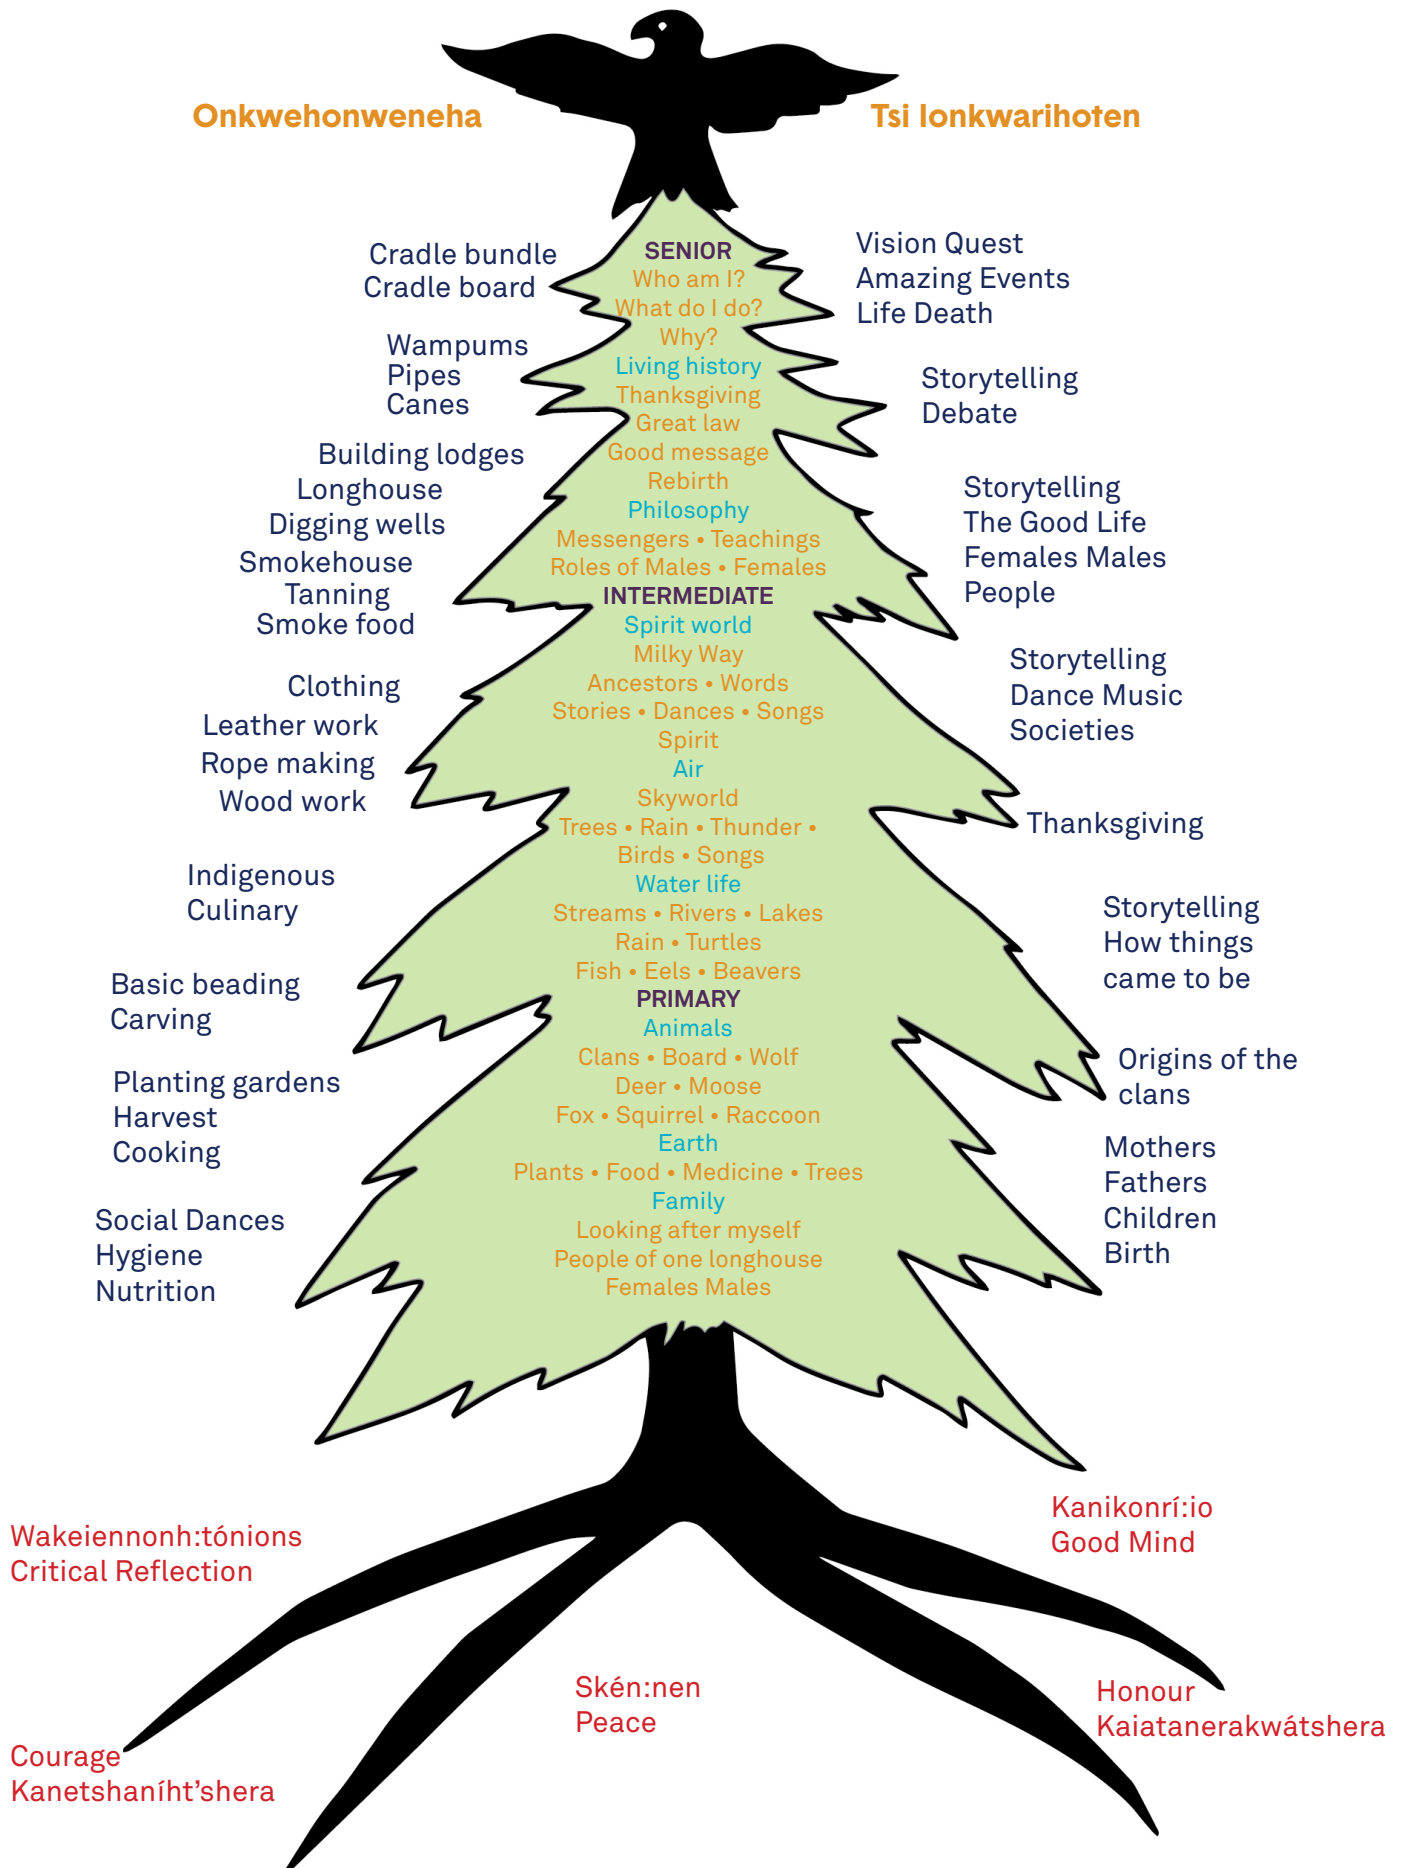 Onkwehonweneha
Tsi Ionkwarihoten
Cradle bundle
Cradle board
Wampums
Pipes
Canes
Building lodges
Longhouse
Digging wells
Smokehouse
Tanning
Smoke food
Clothing
Leather work
Rope making
Wood work
Indigenous
Culinary
Basic beading
Carving
Planting gardens
Harvest
Cooking
Social Dances
Hygiene
Nutrition
SENIOR
Who am I?
What do I do?
Why?
Living history
Thanksgiving
Great law
Good message
Rebirth
Philosophy
Messengers • Teachings
Roles of Males • Females
INTERMEDIATE
Spirit world
Milky Way
Ancestors • Words
Stories • Dances • Songs
Spirit
Air
Skyworld
Trees • Rain • Thunder •
Birds • Songs
Water life
Streams • Rivers • Lakes
Rain • Turtles
Fish • Eels • Beavers
PRIMARY
Animals
Clans • Board • Wolf
Deer • Moose
Fox • Squirrel • Raccoon
Earth
Plants • Food • Medicine • Trees
Family
Looking after myself
People of one longhouse
Females Males
Vision Quest
Amazing Events
Life Death
Storytelling
Debate
Storytelling
The Good Life
Females Males
People
Storytelling
Dance Music
Societies
Thanksgiving
Storytelling
How things
came to be
Origins of the
clans
Mothers
Fathers
Children
Birth
Wakeiennonh:tónions
Critical Reflection
Kanikonrí:io
Good Mind
Courage
Kanetshaníht’shera
Skén:nen
Peace
Honour
Kaiatanerakwátshera